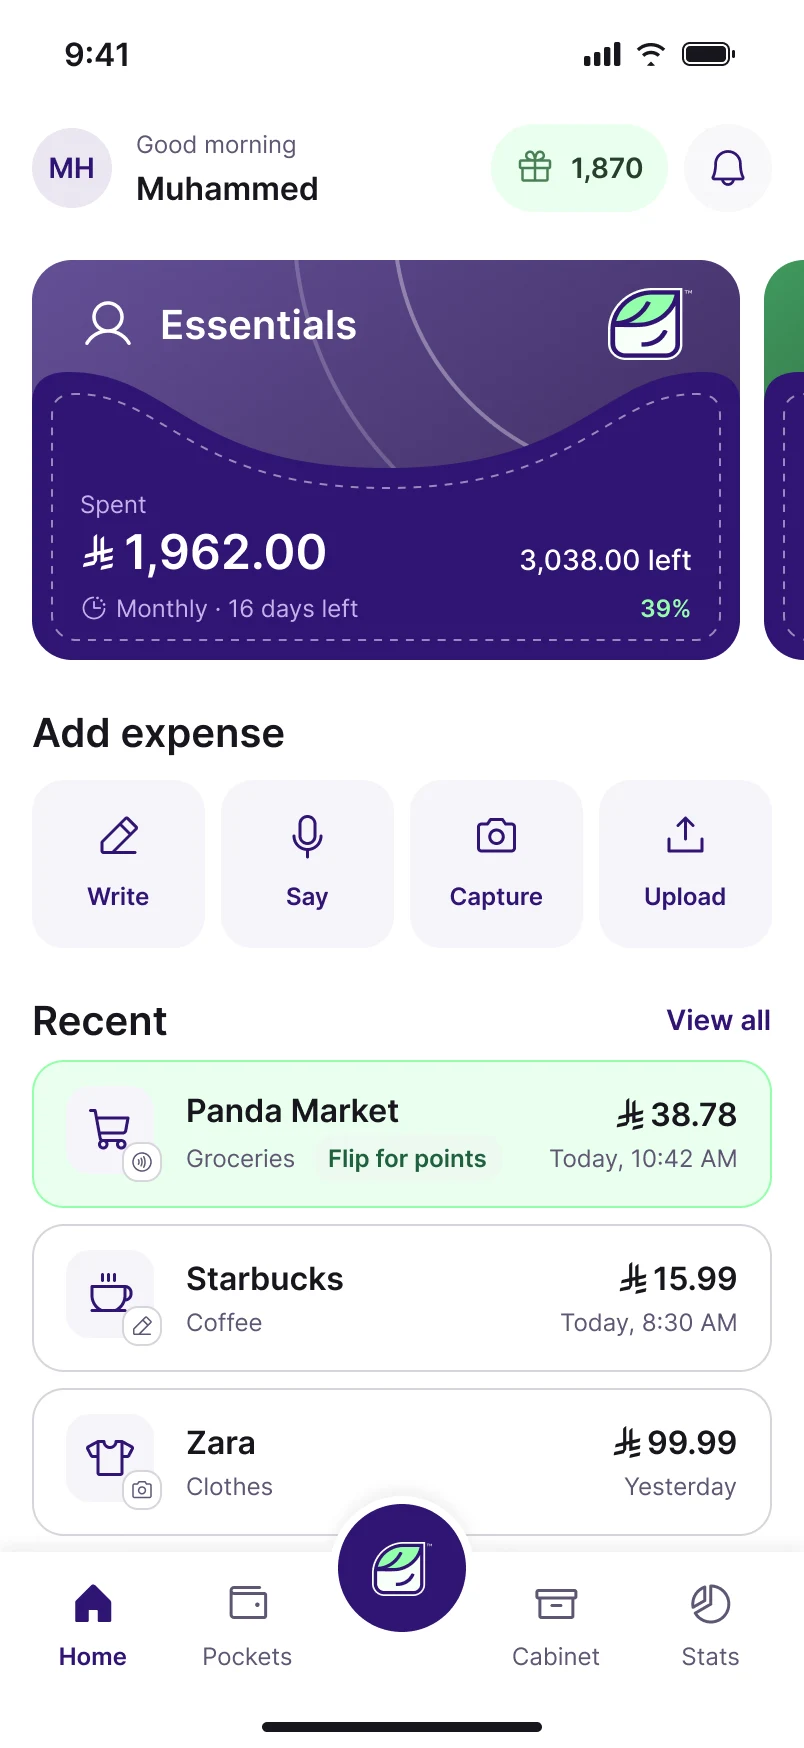 9:41
MH
Good morning
Muhammed
1,870
Essentials
™
Spent
1,962.00
3,038.00 left
Monthly · 16 days left
39%
Add expense
Write
Say
Capture
Upload
Recent
View all
Panda Market
38.78
Groceries
Flip for points
Today, 10:42 AM
Starbucks
15.99
Coffee
Today, 8:30 AM
Zara
99.99
Clothes
Yesterday
™
Home
Pockets
Cabinet
Stats